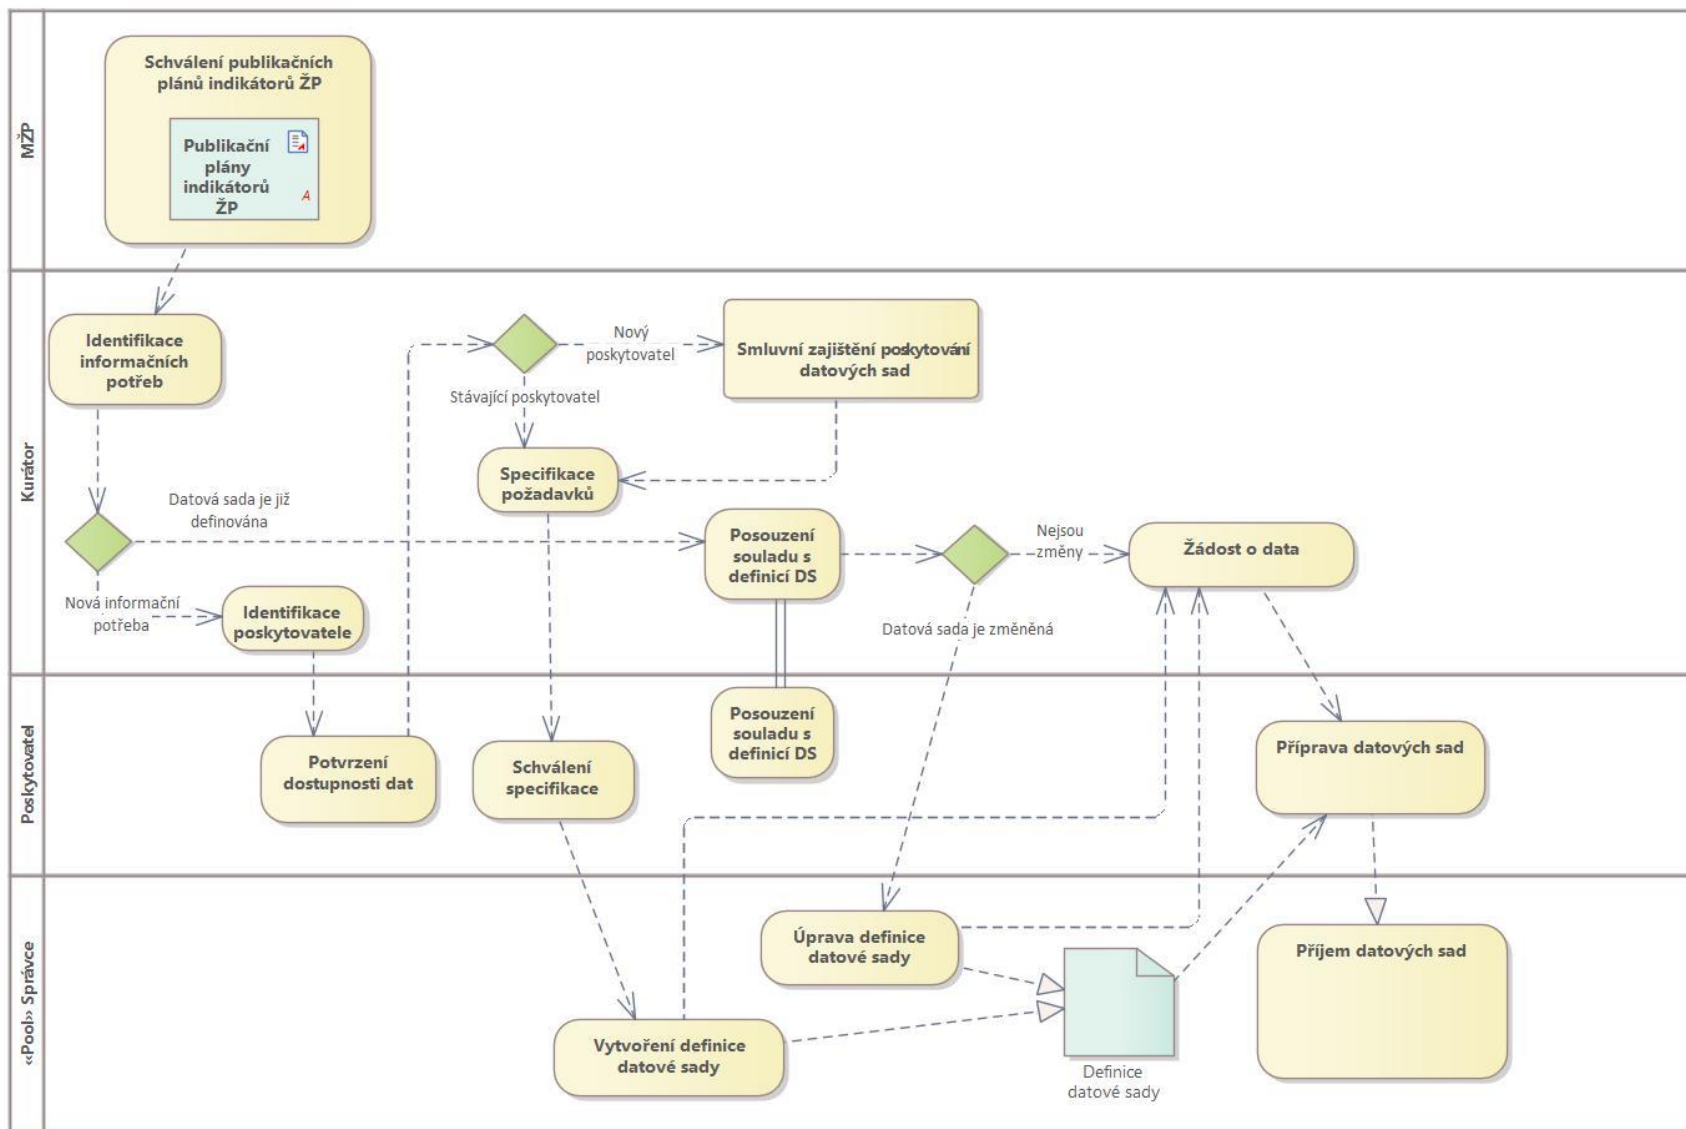 MŽP
Schválení publikačních
plánů indikátorů ŽP
Publikační
plány
indikátorů
ŽP
A
Kurátor
Identifikace
informačních
potřeb
Nový
poskytovatel
Smluvní zajištění poskytování
datových sad
Stávající poskytovatel
Specifikace
požadavků
Datová sada je již
definována
Posouzení
souladu s
definicí DS
Nejsou
změny
Žádost o data
Nová informační
potřeba
Identifikace
poskytovatele
Datová sada je změněná
Poskytovatel
Potvrzení
dostupnosti dat
Schválení
specifikace
Posouzení
souladu s
definicí DS
Příprava datových sad
«Pool» Správce
Úprava definice
datové sady
Příjem datových sad
Vytvoření definice
datové sady
Definice
datové sady